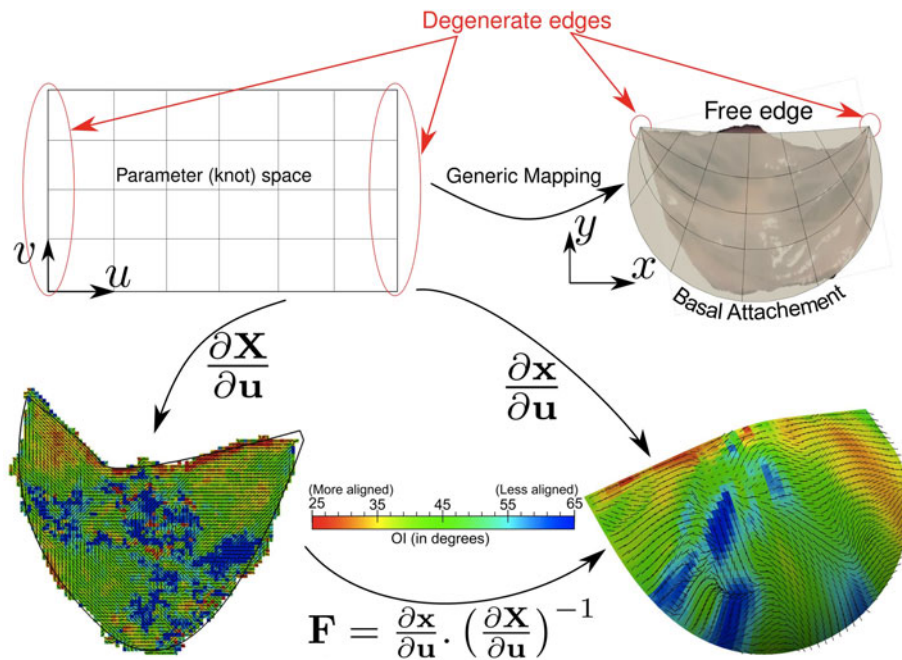 Degenerate edges
Free edge
Parameter (knot) space
Generic Mapping
v
u
y
x
Basal Attachement
∂X
∂u
∂x
∂u
(More aligned)
(Less aligned)
25 35 45 55 65
OI (in degrees)
F = ∂x/∂u . (∂X/∂u)⁻¹